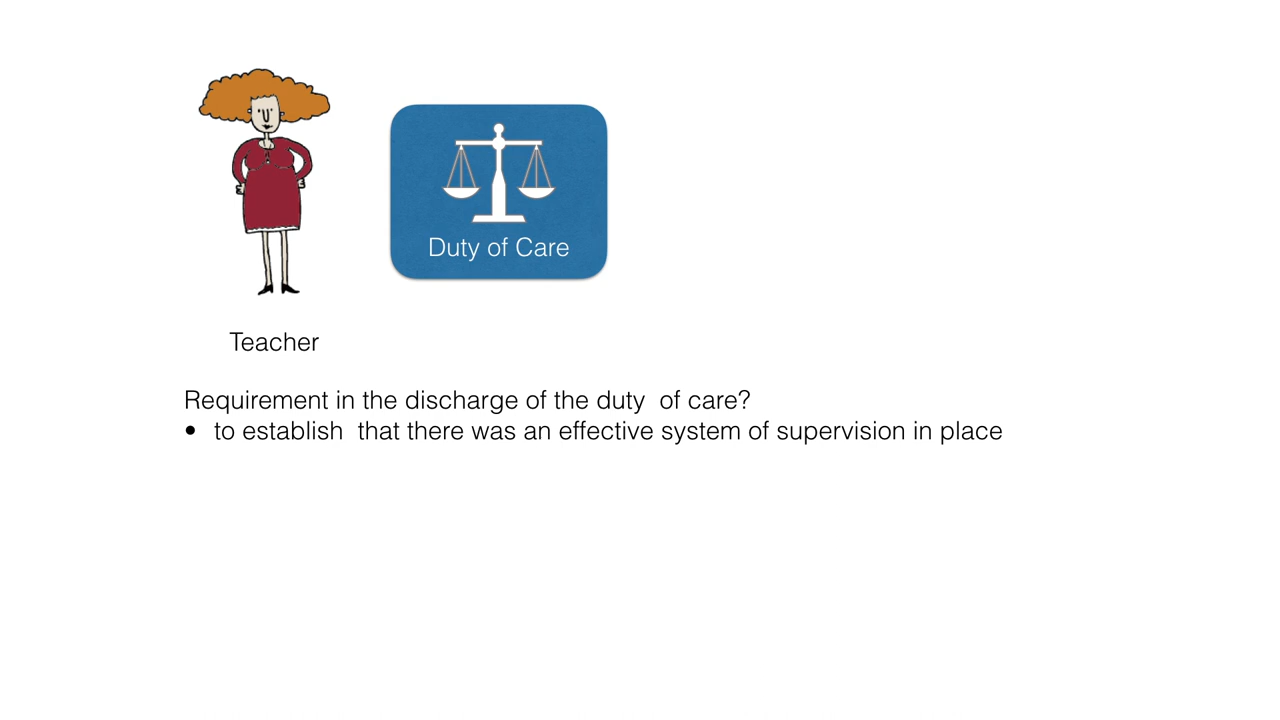 Duty of Care
Teacher
Requirement in the discharge of the duty  of care?
• to establish  that there was an effective system of supervision in place